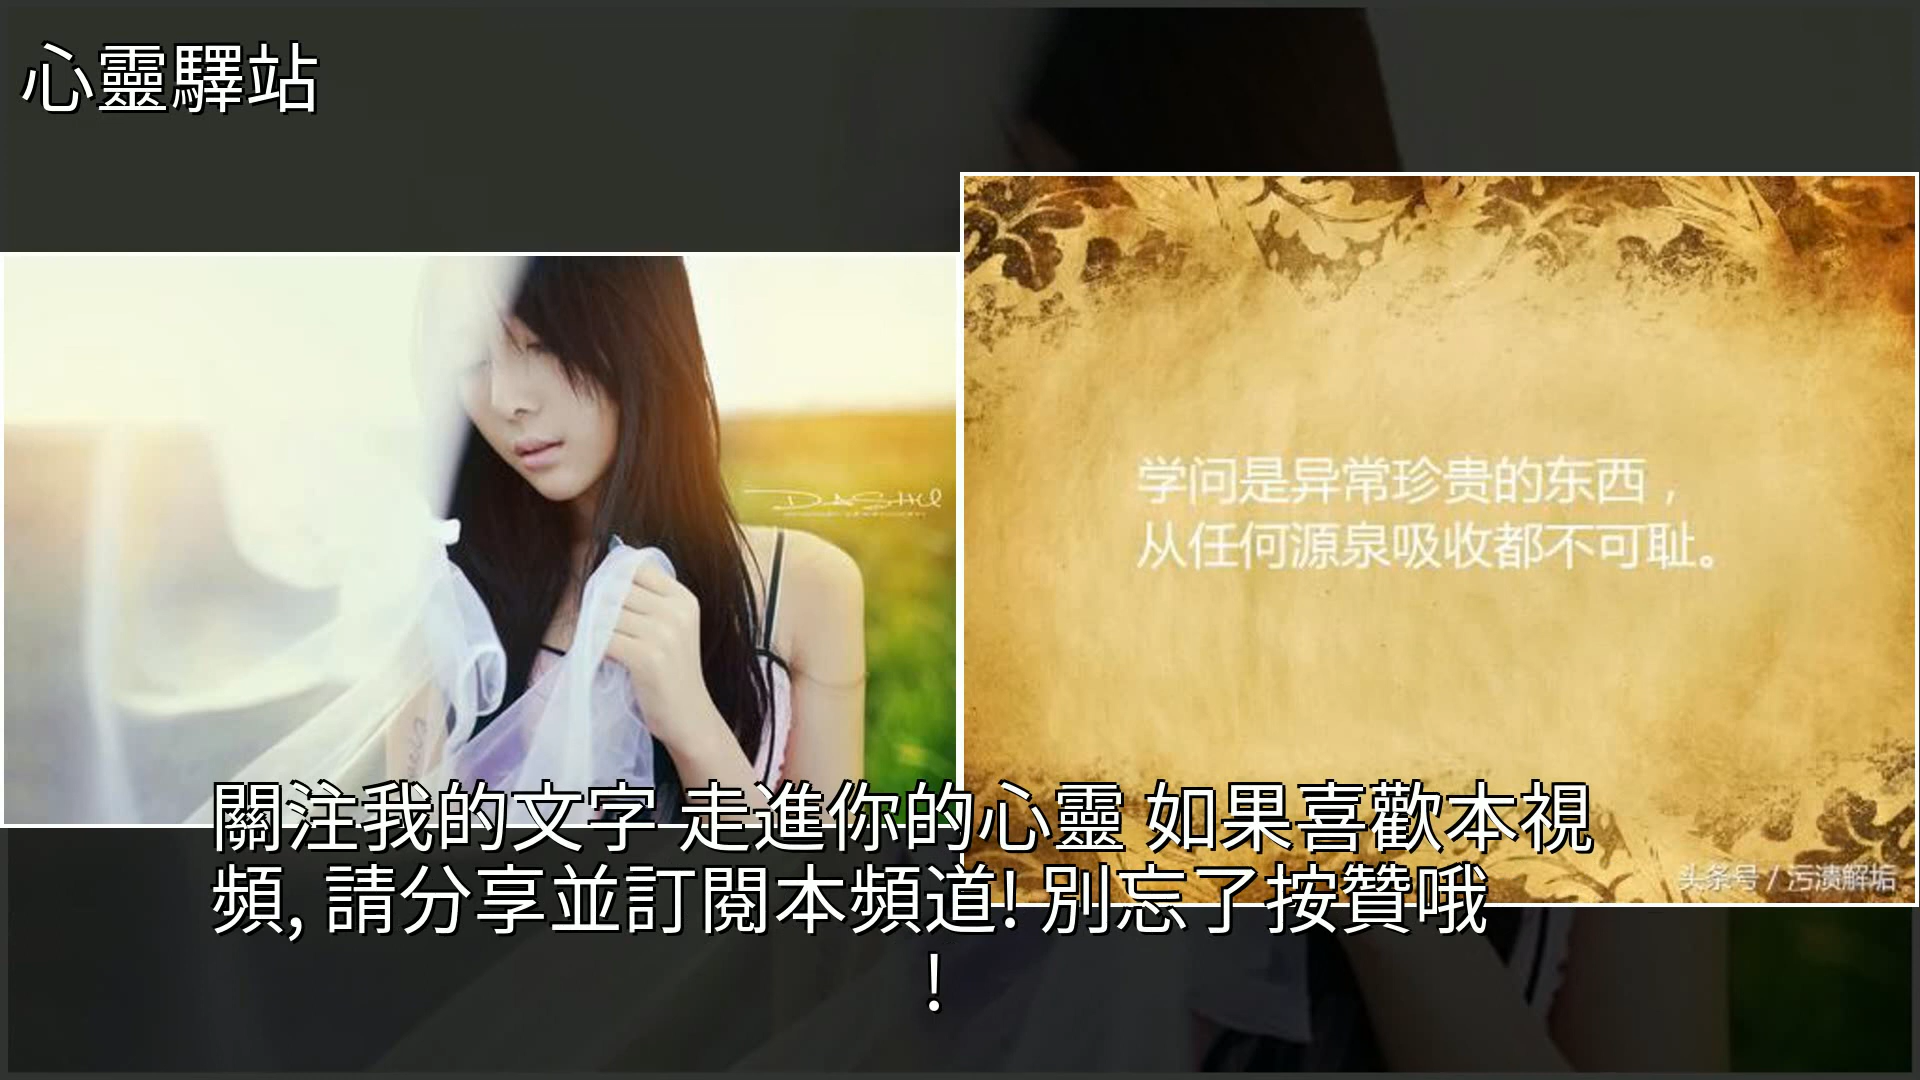 心靈驛站
DASHU
学问是异常珍贵的东西，
从任何源泉吸收都不可耻。
头条号 / 污渍解垢
關注我的文字 走進你的心靈 如果喜歡本視
頻, 請分享並訂閱本頻道! 別忘了按贊哦
!